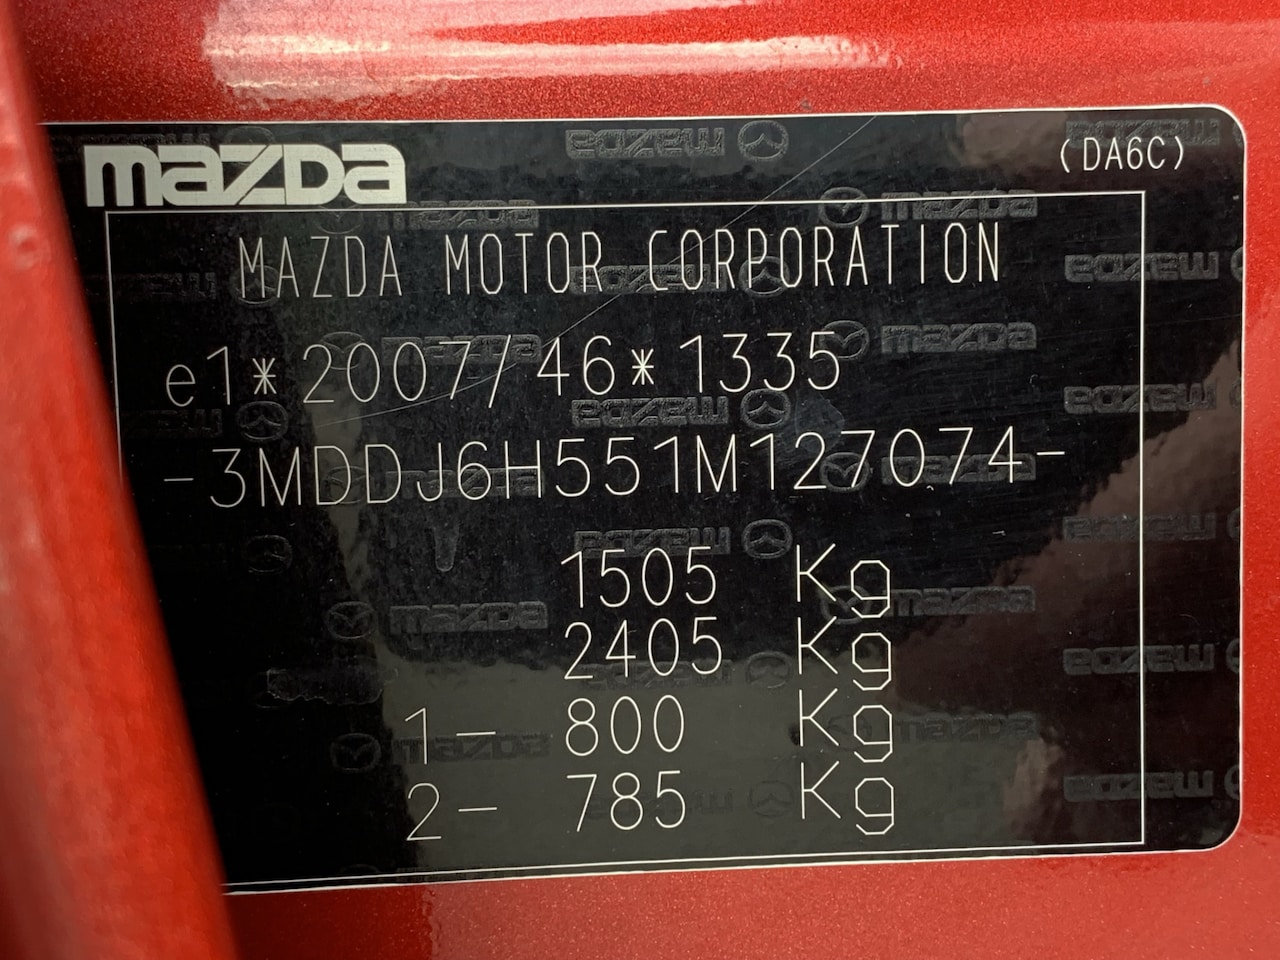 mazda
(DA6C)
MAZDA MOTOR CORPORATION
e1*2007/46*1335
-3MDDJ6H551M127074-
1505 Kg
2405 Kg
1- 800 Kg
2- 785 Kg